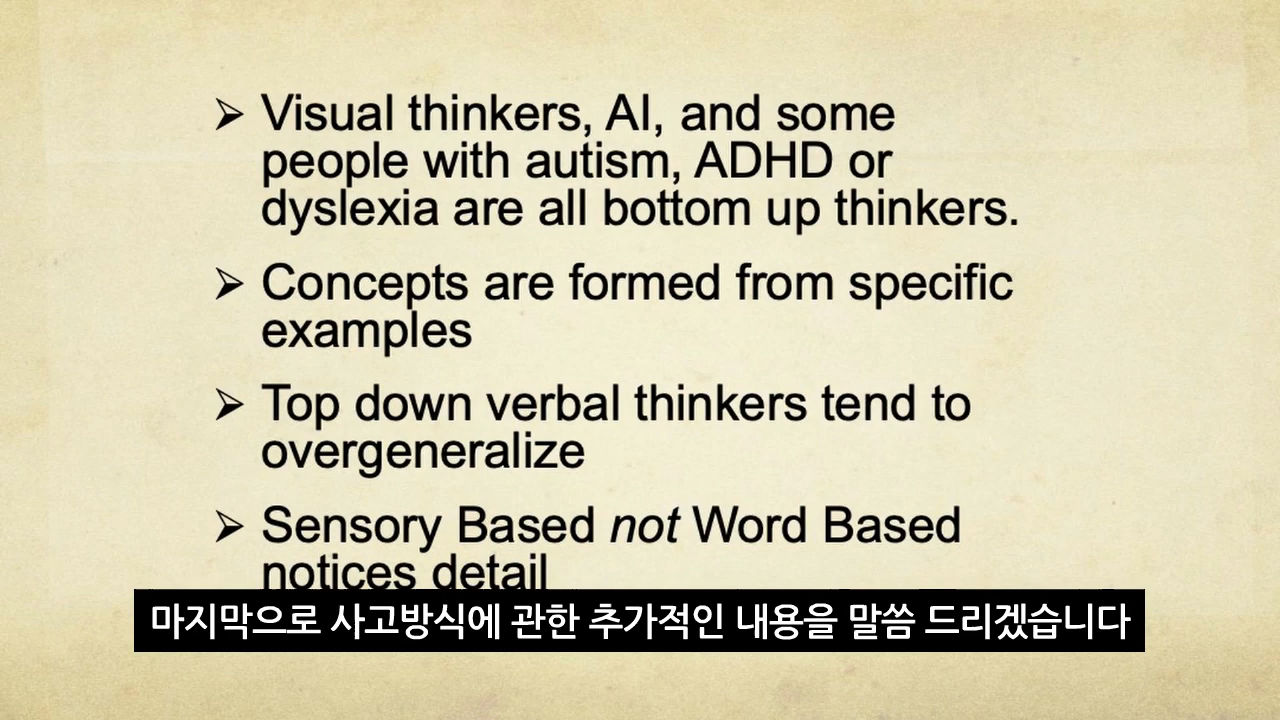 ➢ Visual thinkers, AI, and some
people with autism, ADHD or
dyslexia are all bottom up thinkers.
➢ Concepts are formed from specific
examples
➢ Top down verbal thinkers tend to
overgeneralize
➢ Sensory Based not Word Based
notices detail
마지막으로 사고방식에 관한 추가적인 내용을 말씀 드리겠습니다